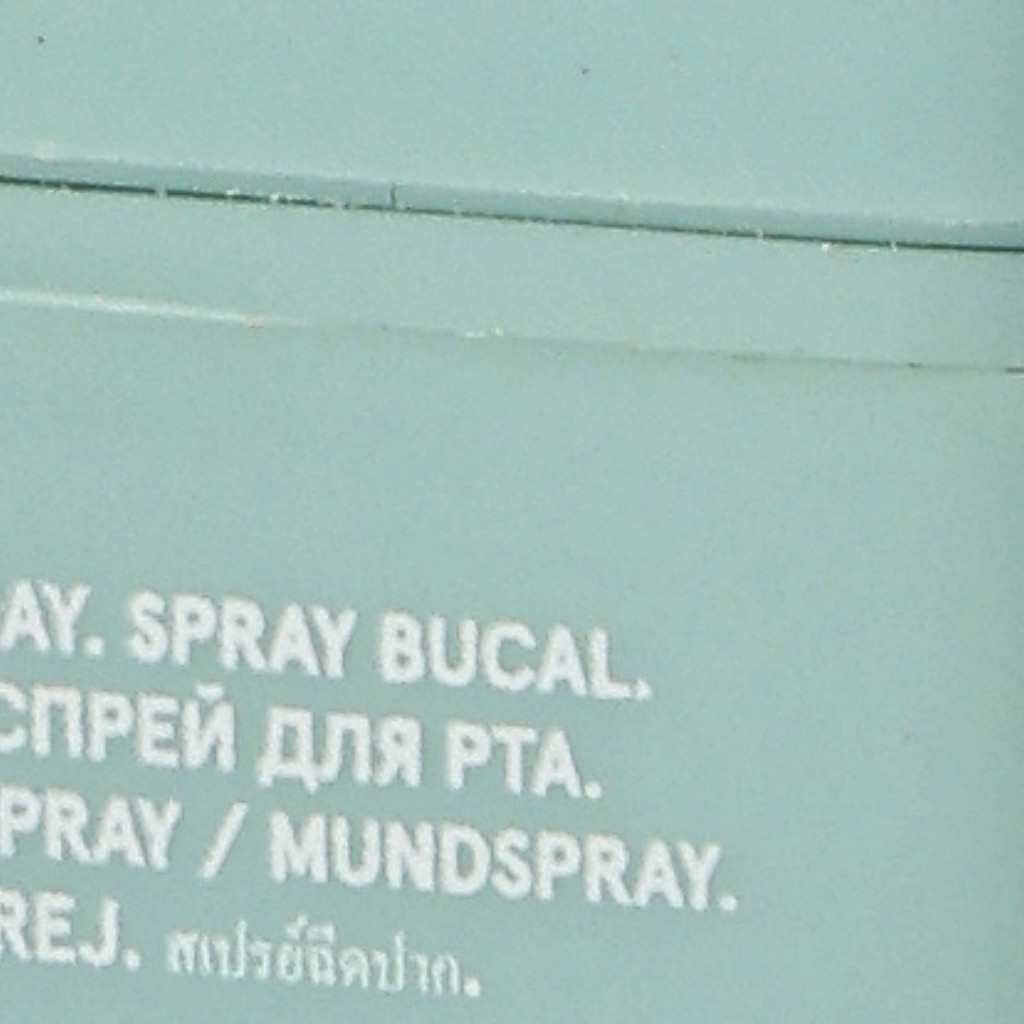 AY. SPRAY BUCAL.
СПРЕЙ ДЛЯ РТА.
PRAY / MUNDSPRAY.
REJ. สเปรย์ฉีดปาก.